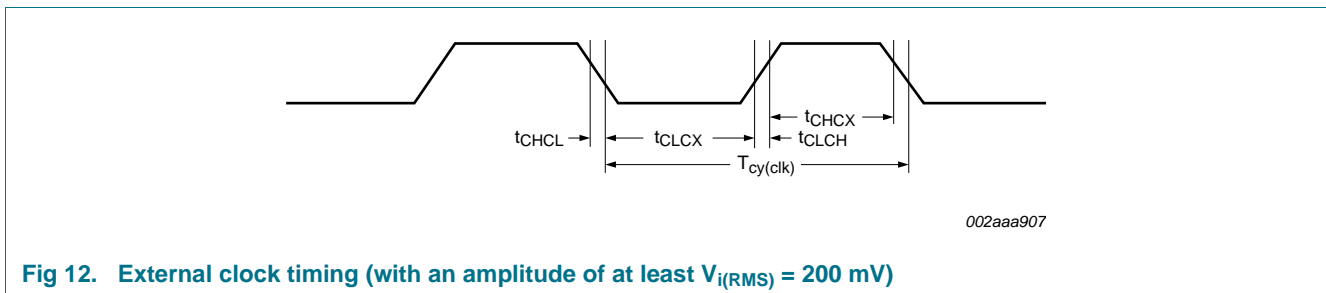 tCHCX
tCHCL
tCLCX
tCLCH
Tcy(clk)
002aaa907
Fig 12. External clock timing (with an amplitude of at least Vi(RMS) = 200 mV)